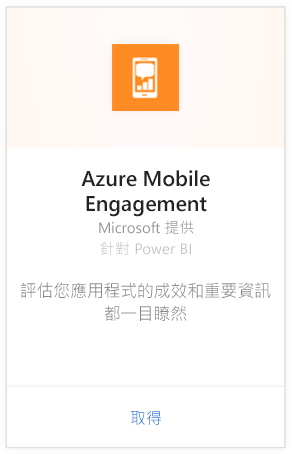 Azure Mobile
Engagement
Microsoft 提供
針對 Power BI
評估您應用程式的成效和重要資訊
都一目瞭然
取得